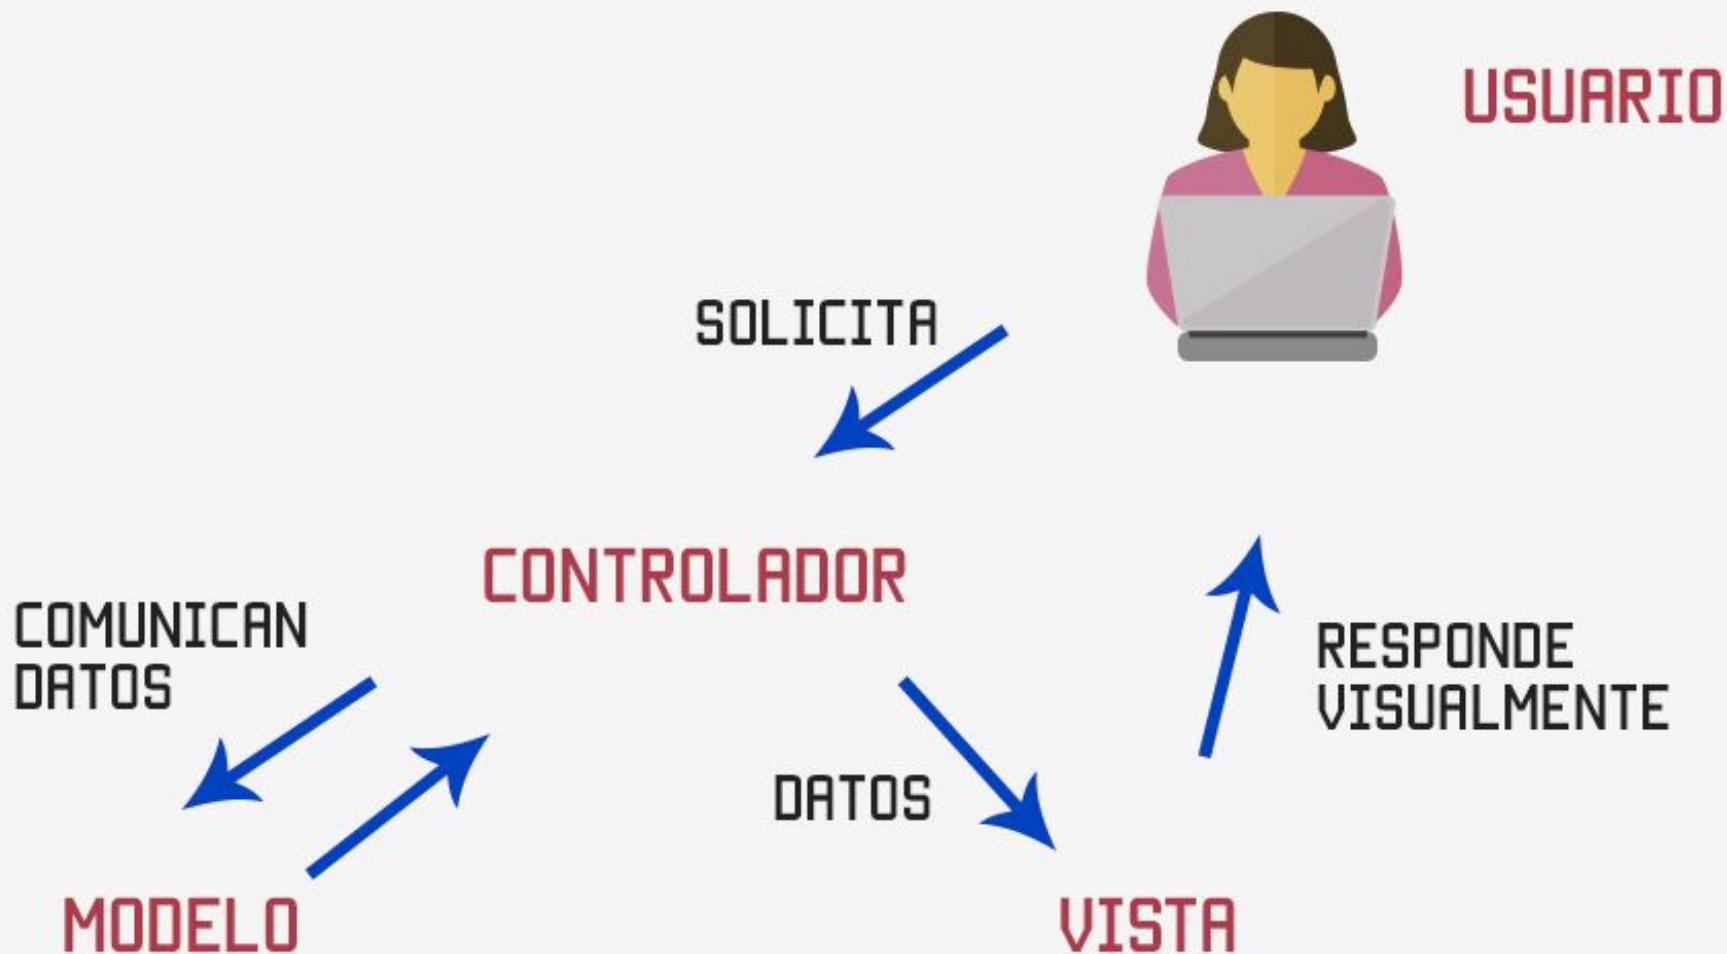 USUARIO
SOLICITA
CONTROLADOR
COMUNICAN
DATOS
RESPONDE
VISUALMENTE
DATOS
MODELO
VISTA